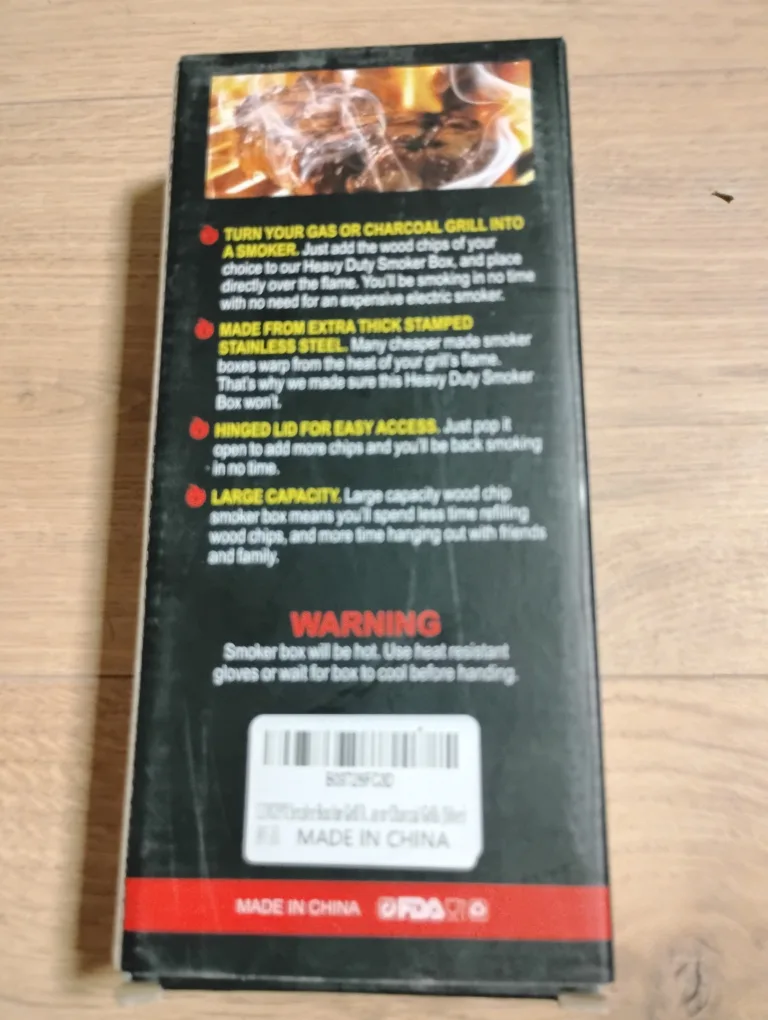 TURN YOUR GAS OR CHARCOAL GRILL INTO
A SMOKER. Just add the wood chips of your
choice to our Heavy Duty Smoker Box, and place
directly over the flame. You'll be smoking in no time
with no need for an expensive electric smoker.
MADE FROM EXTRA THICK STAMPED
STAINLESS STEEL. Many cheaper made smoker
boxes warp from the heat of your grill's flame.
That's why we made sure this Heavy Duty Smoker
Box won't.
HINGED LID FOR EASY ACCESS. Just pop it
open to add more chips and you'll be back smoking
in no time.
LARGE CAPACITY. Large capacity wood chip
smoker box means you'll spend less time refilling
wood chips, and more time hanging out with friends
and family.
WARNING
Smoker box will be hot. Use heat resistant
gloves or wait for box to cool before handing.
MADE IN CHINA
MADE IN CHINA FDA